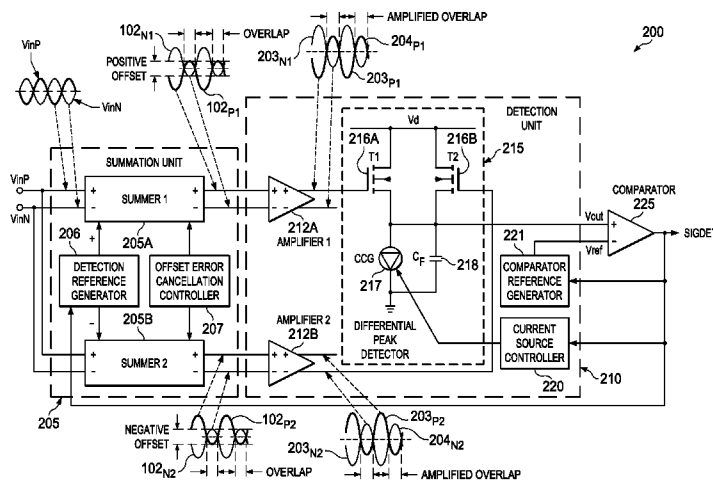 200
AMPLIFIED OVERLAP
102N1
OVERLAP
203N1
204P1
VinP
POSITIVE OFFSET
VinN
102P1
203P1
DETECTION UNIT
Vd
216A
216B
215
T1
T2
SUMMATION UNIT
VinP
VinN
+
−
SUMMER 1
+
−
205A
+
−
212A
AMPLIFIER 1
COMPARATOR
225
Vout
+
−
SIGDET
Vref
206
+
DETECTION REFERENCE GENERATOR
−
OFFSET ERROR CANCELLATION CONTROLLER
207
CCG
217
CF
218
221
COMPARATOR REFERENCE GENERATOR
DIFFERENTIAL PEAK DETECTOR
205B
+
−
SUMMER 2
+
−
AMPLIFIER 2
212B
+
−
CURRENT SOURCE CONTROLLER
220
210
205
NEGATIVE OFFSET
102P2
102N2
OVERLAP
203P2
204N2
203N2
AMPLIFIED OVERLAP